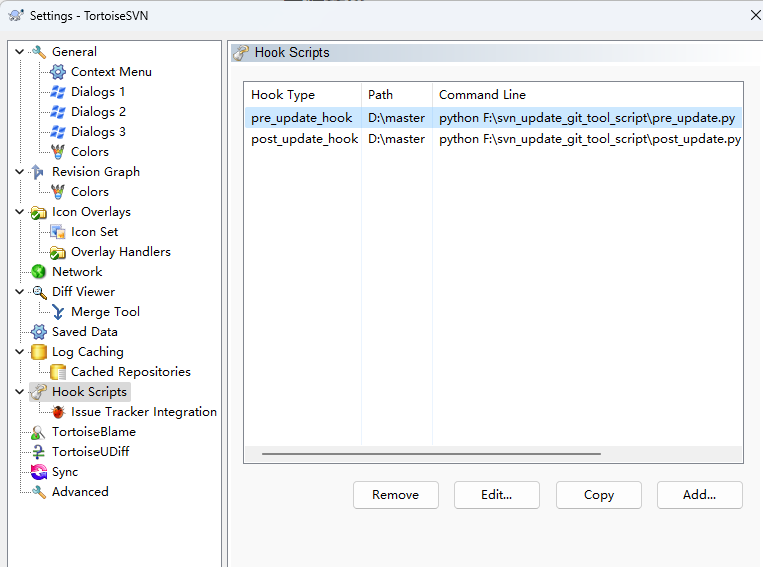 Settings - TortoiseSVN
General
Context Menu
Dialogs 1
Dialogs 2
Dialogs 3
Colors
Revision Graph
Colors
Icon Overlays
Icon Set
Overlay Handlers
Network
Diff Viewer
Merge Tool
Saved Data
Log Caching
Cached Repositories
Hook Scripts
Issue Tracker Integration
TortoiseBlame
TortoiseUDiff
Sync
Advanced
Hook Scripts
Hook Type Path Command Line
pre_update_hook D:\master python F:\svn_update_git_tool_script\pre_update.py
post_update_hook D:\master python F:\svn_update_git_tool_script\post_update.py
Remove Edit... Copy Add...